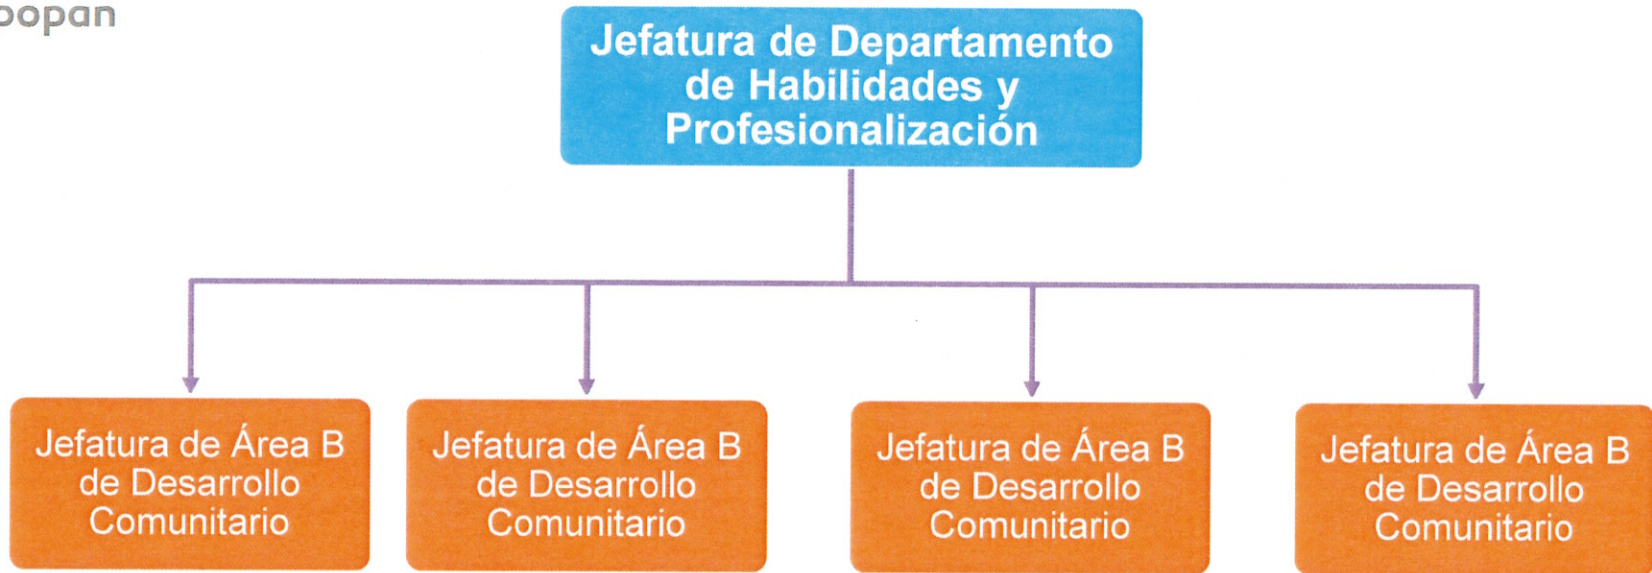 Jefatura de Departamento
de Habilidades y
Profesionalización
Jefatura de Área B
de Desarrollo
Comunitario
Jefatura de Área B
de Desarrollo
Comunitario
Jefatura de Área B
de Desarrollo
Comunitario
Jefatura de Área B
de Desarrollo
Comunitario